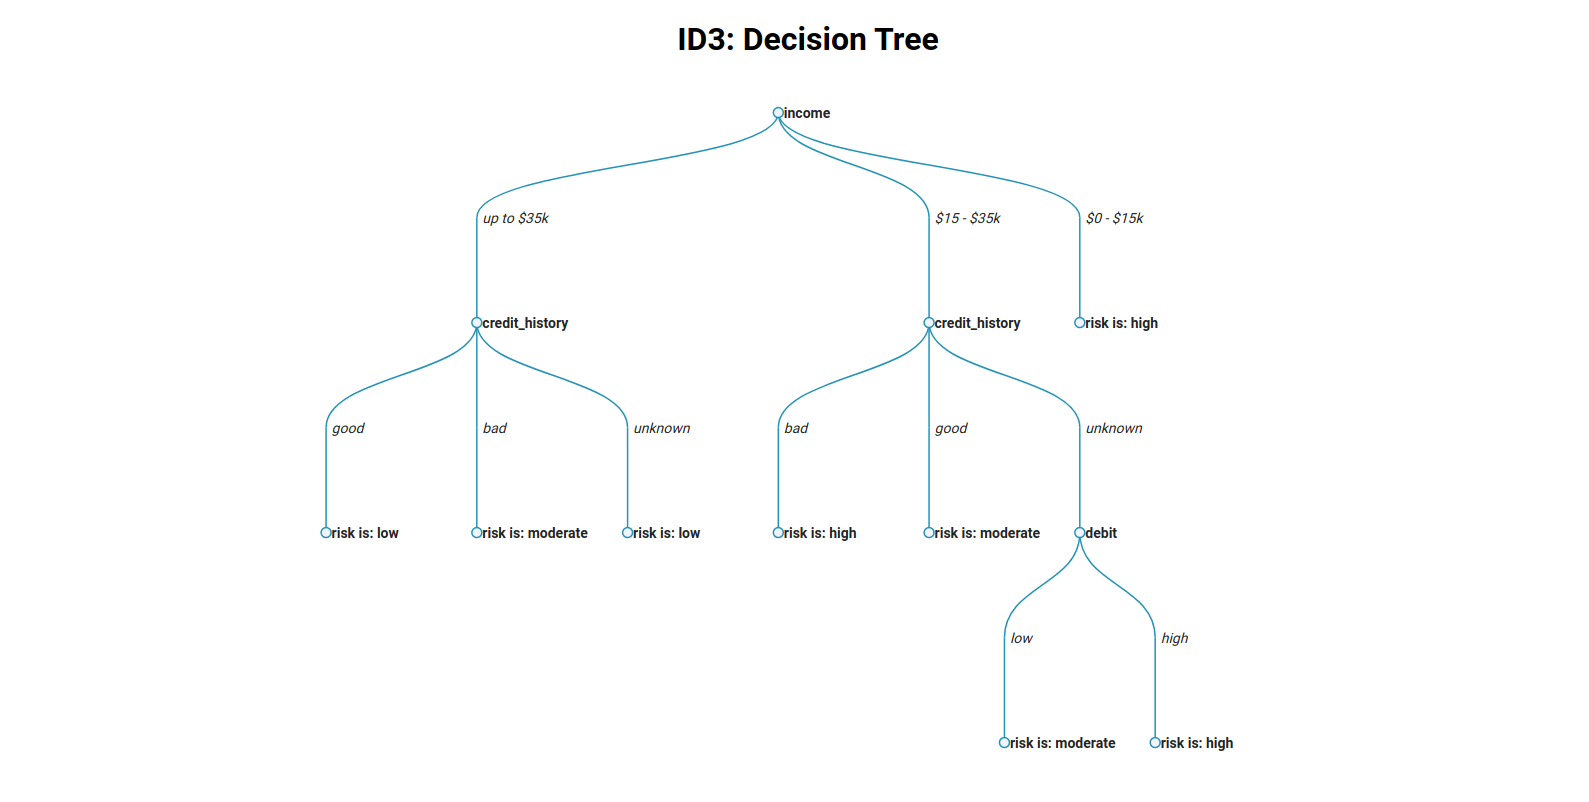 ID3: Decision Tree
income
up to $35k
$15 - $35k
$0 - $15k
credit_history
credit_history
risk is: high
good
bad
unknown
bad
good
unknown
risk is: low
risk is: moderate
risk is: low
risk is: high
risk is: moderate
debit
low
high
risk is: moderate
risk is: high